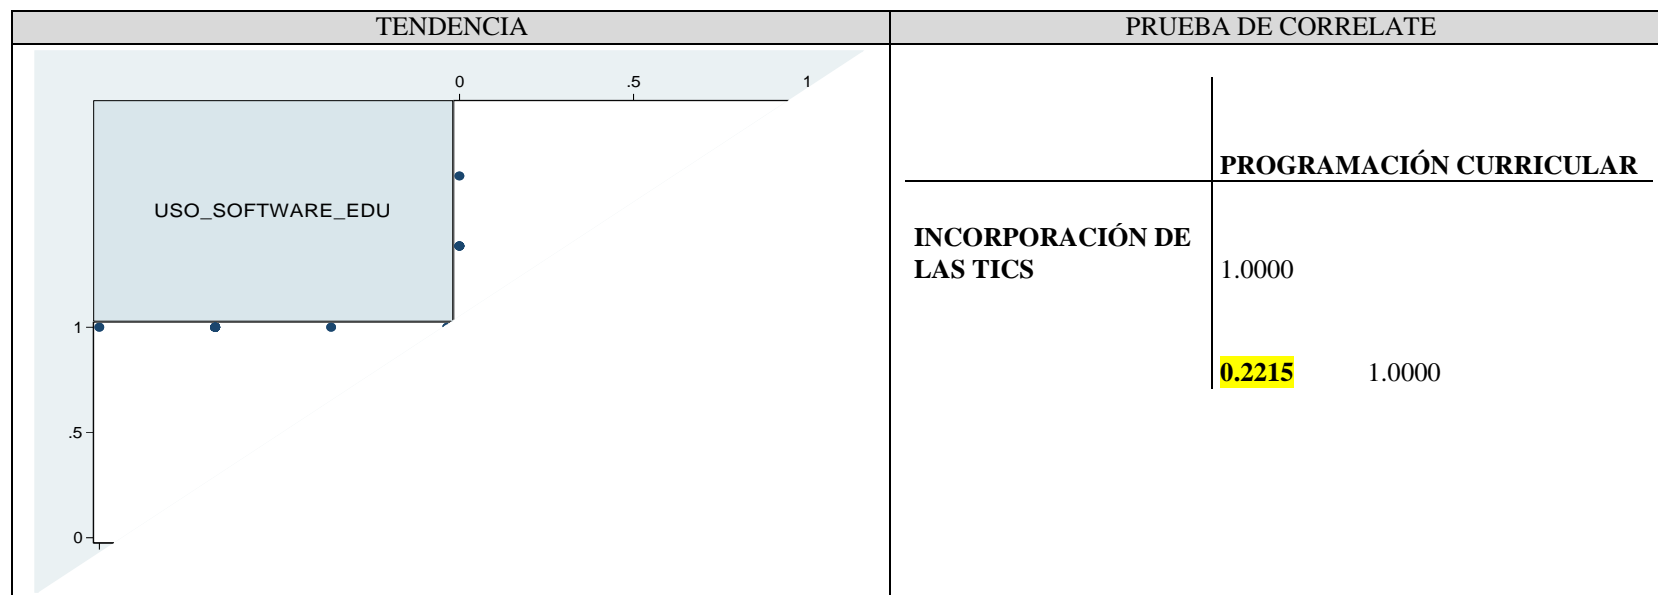 TENDENCIA
PRUEBA DE CORRELATE
0 .5 1
USO_SOFTWARE_EDU
1
.5
0
PROGRAMACIÓN CURRICULAR
INCORPORACIÓN DE
LAS TICS 1.0000
0.2215 1.0000